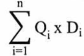 n
Σ Qᵢ x Dᵢ
i=1